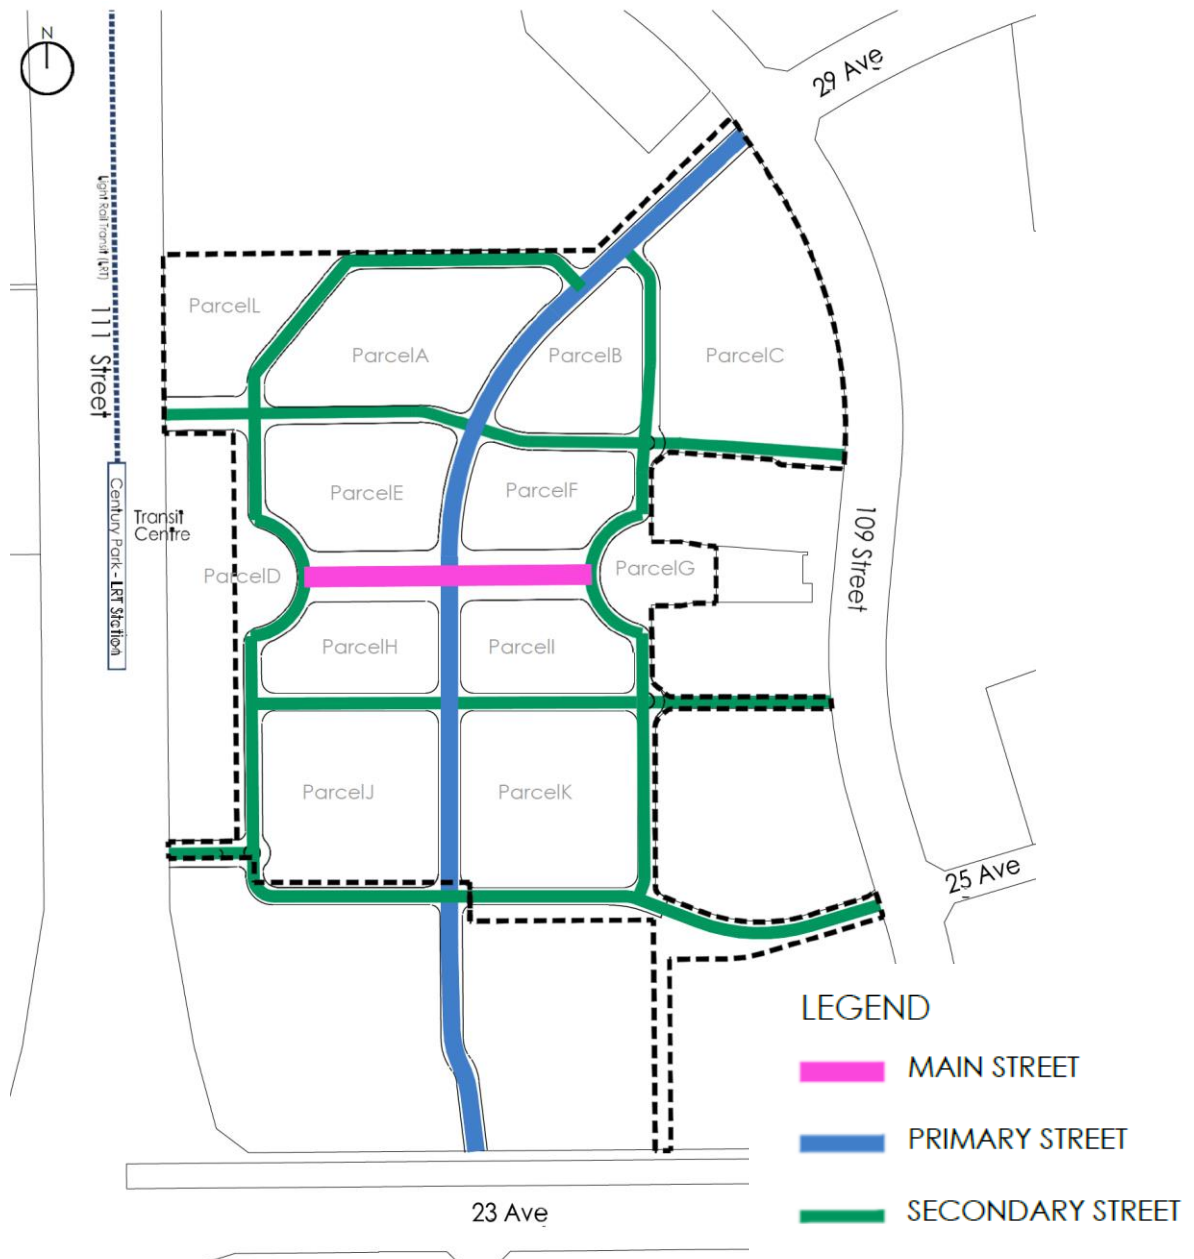 N
29 Ave
Light Rail Transit (LRT)
111 Street
ParcelL
ParcelA
ParcelB
ParcelC
ParcelE
ParcelF
Transit
Centre
Century Park - LRT Station
109 Street
ParcelD
ParcelG
ParcelH
ParcelI
ParcelJ
ParcelK
25 Ave
LEGEND
MAIN STREET
PRIMARY STREET
SECONDARY STREET
23 Ave